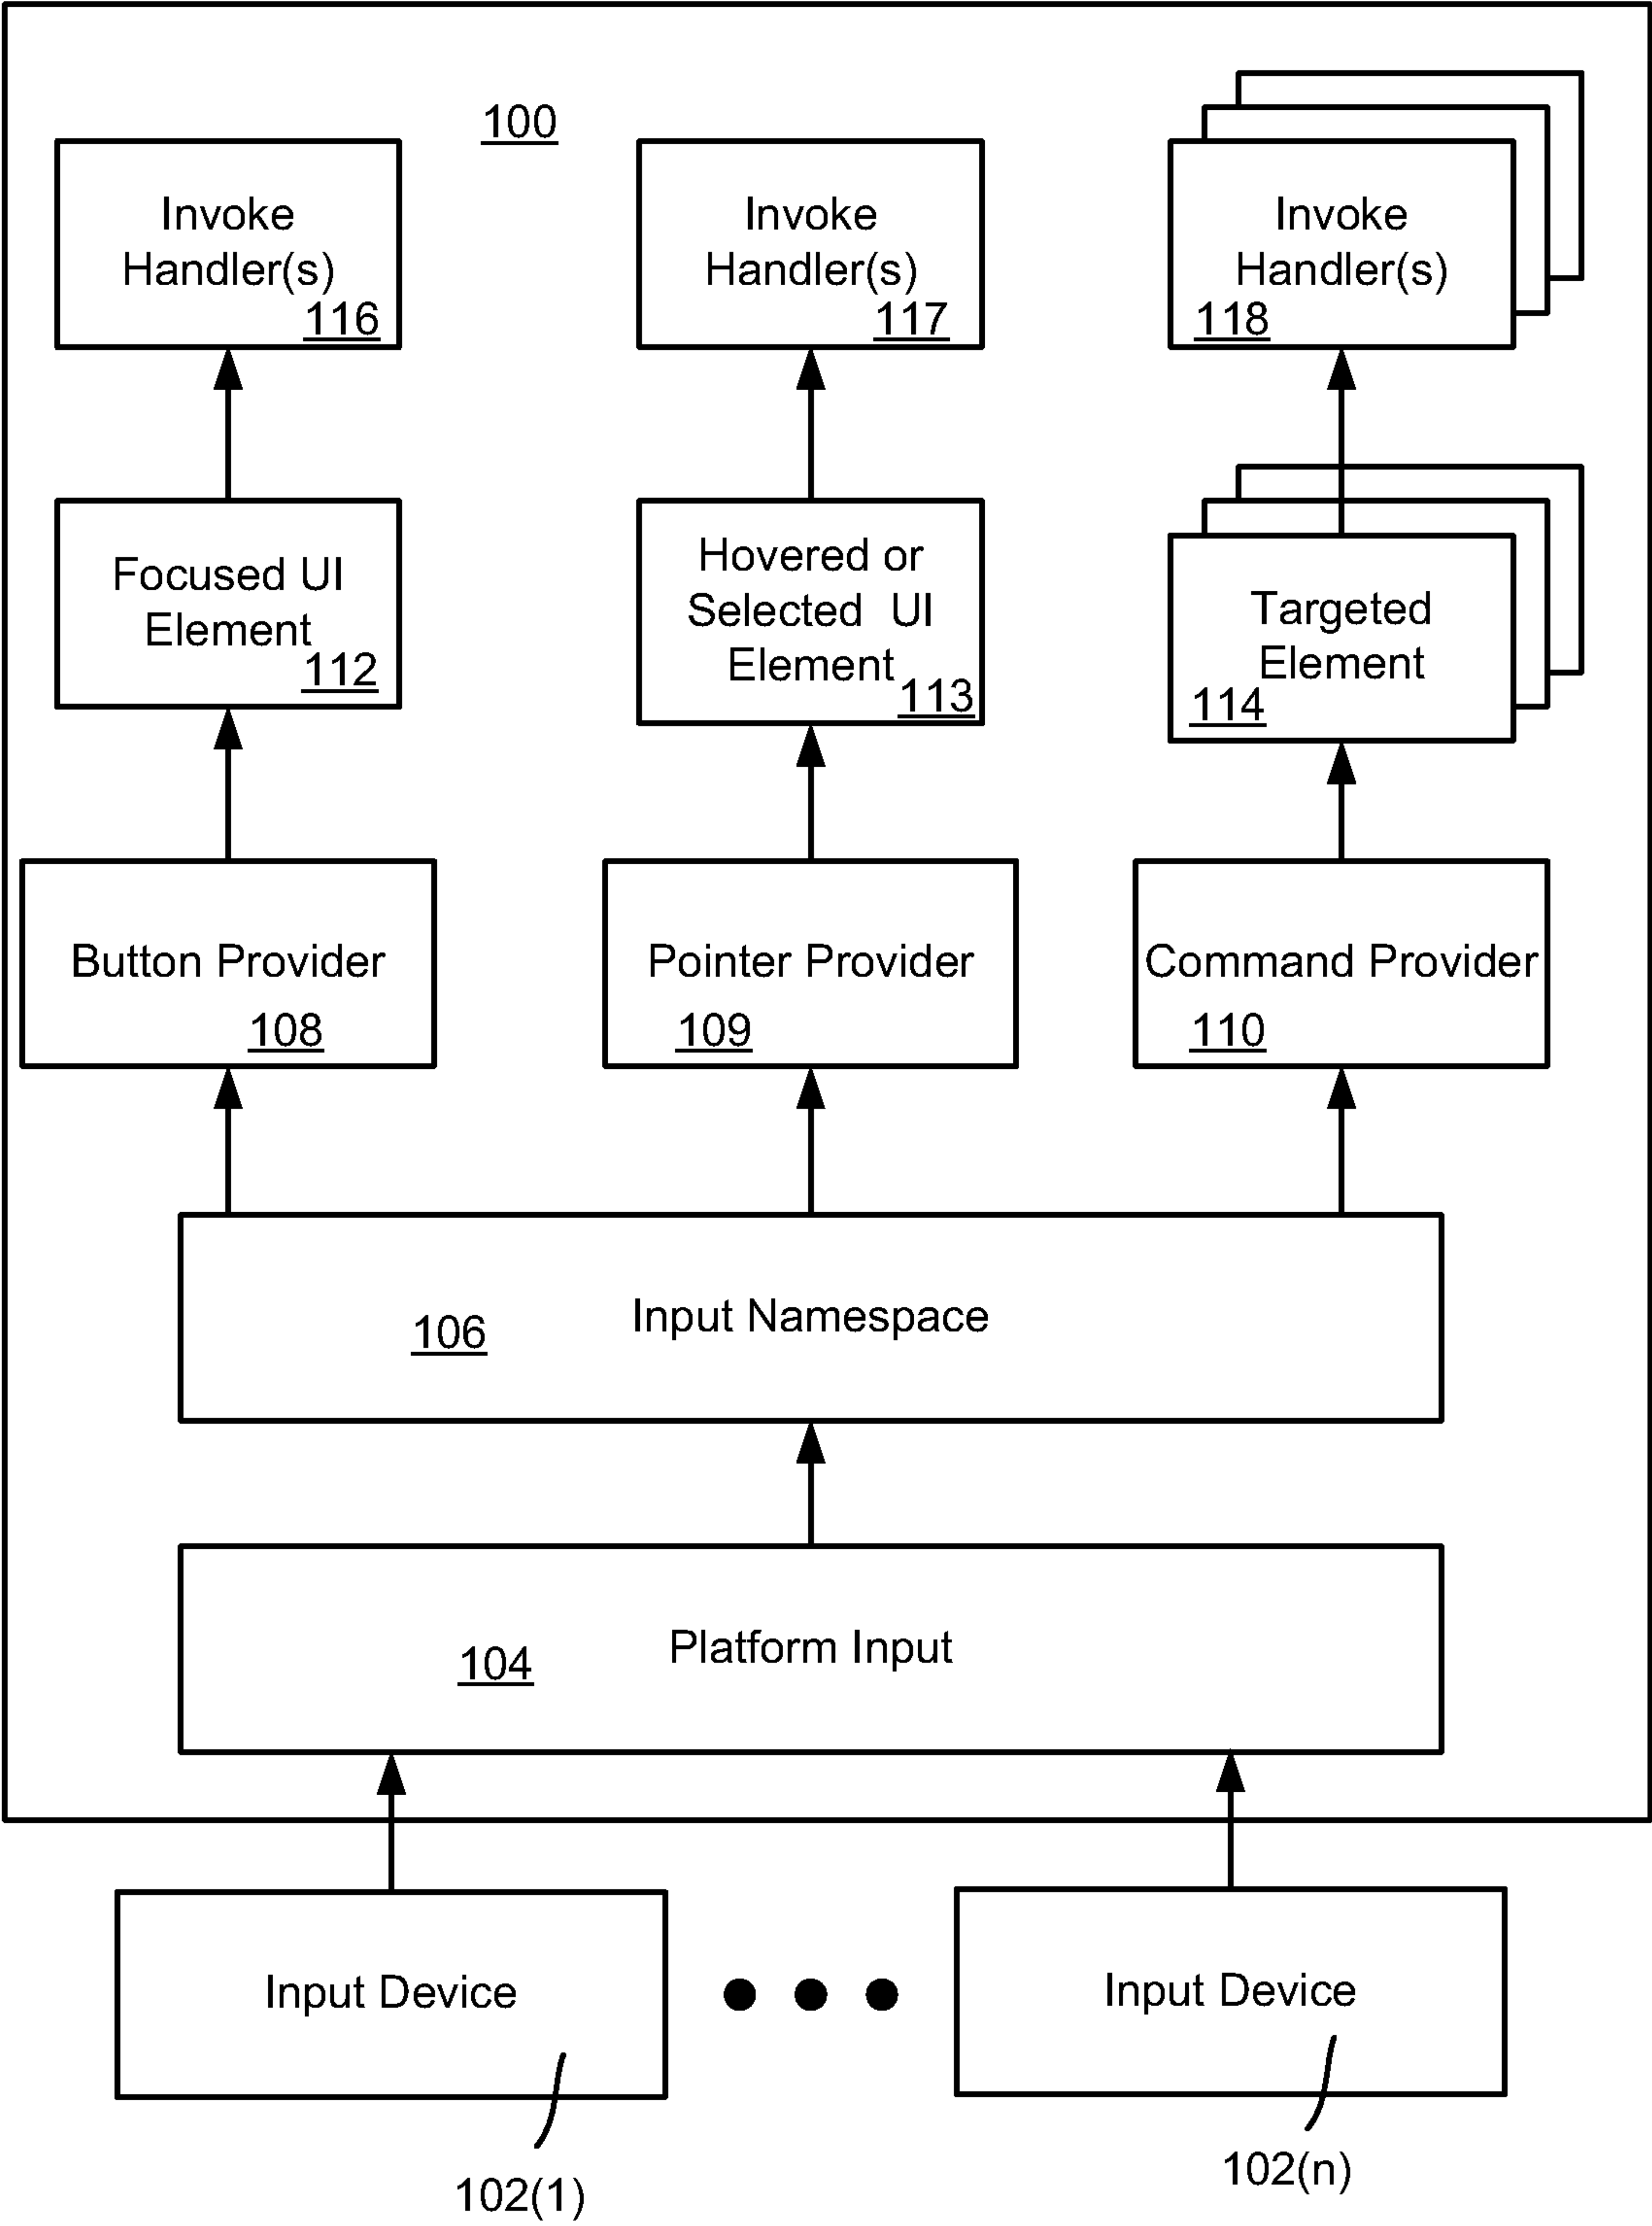 100
Invoke
Handler(s)
116
Invoke
Handler(s)
117
Invoke
Handler(s)
118
Focused UI
Element
112
Hovered or
Selected UI
Element
113
Targeted
Element
114
Button Provider
108
Pointer Provider
109
Command Provider
110
Input Namespace
106
Platform Input
104
Input Device
Input Device
102(1)
102(n)